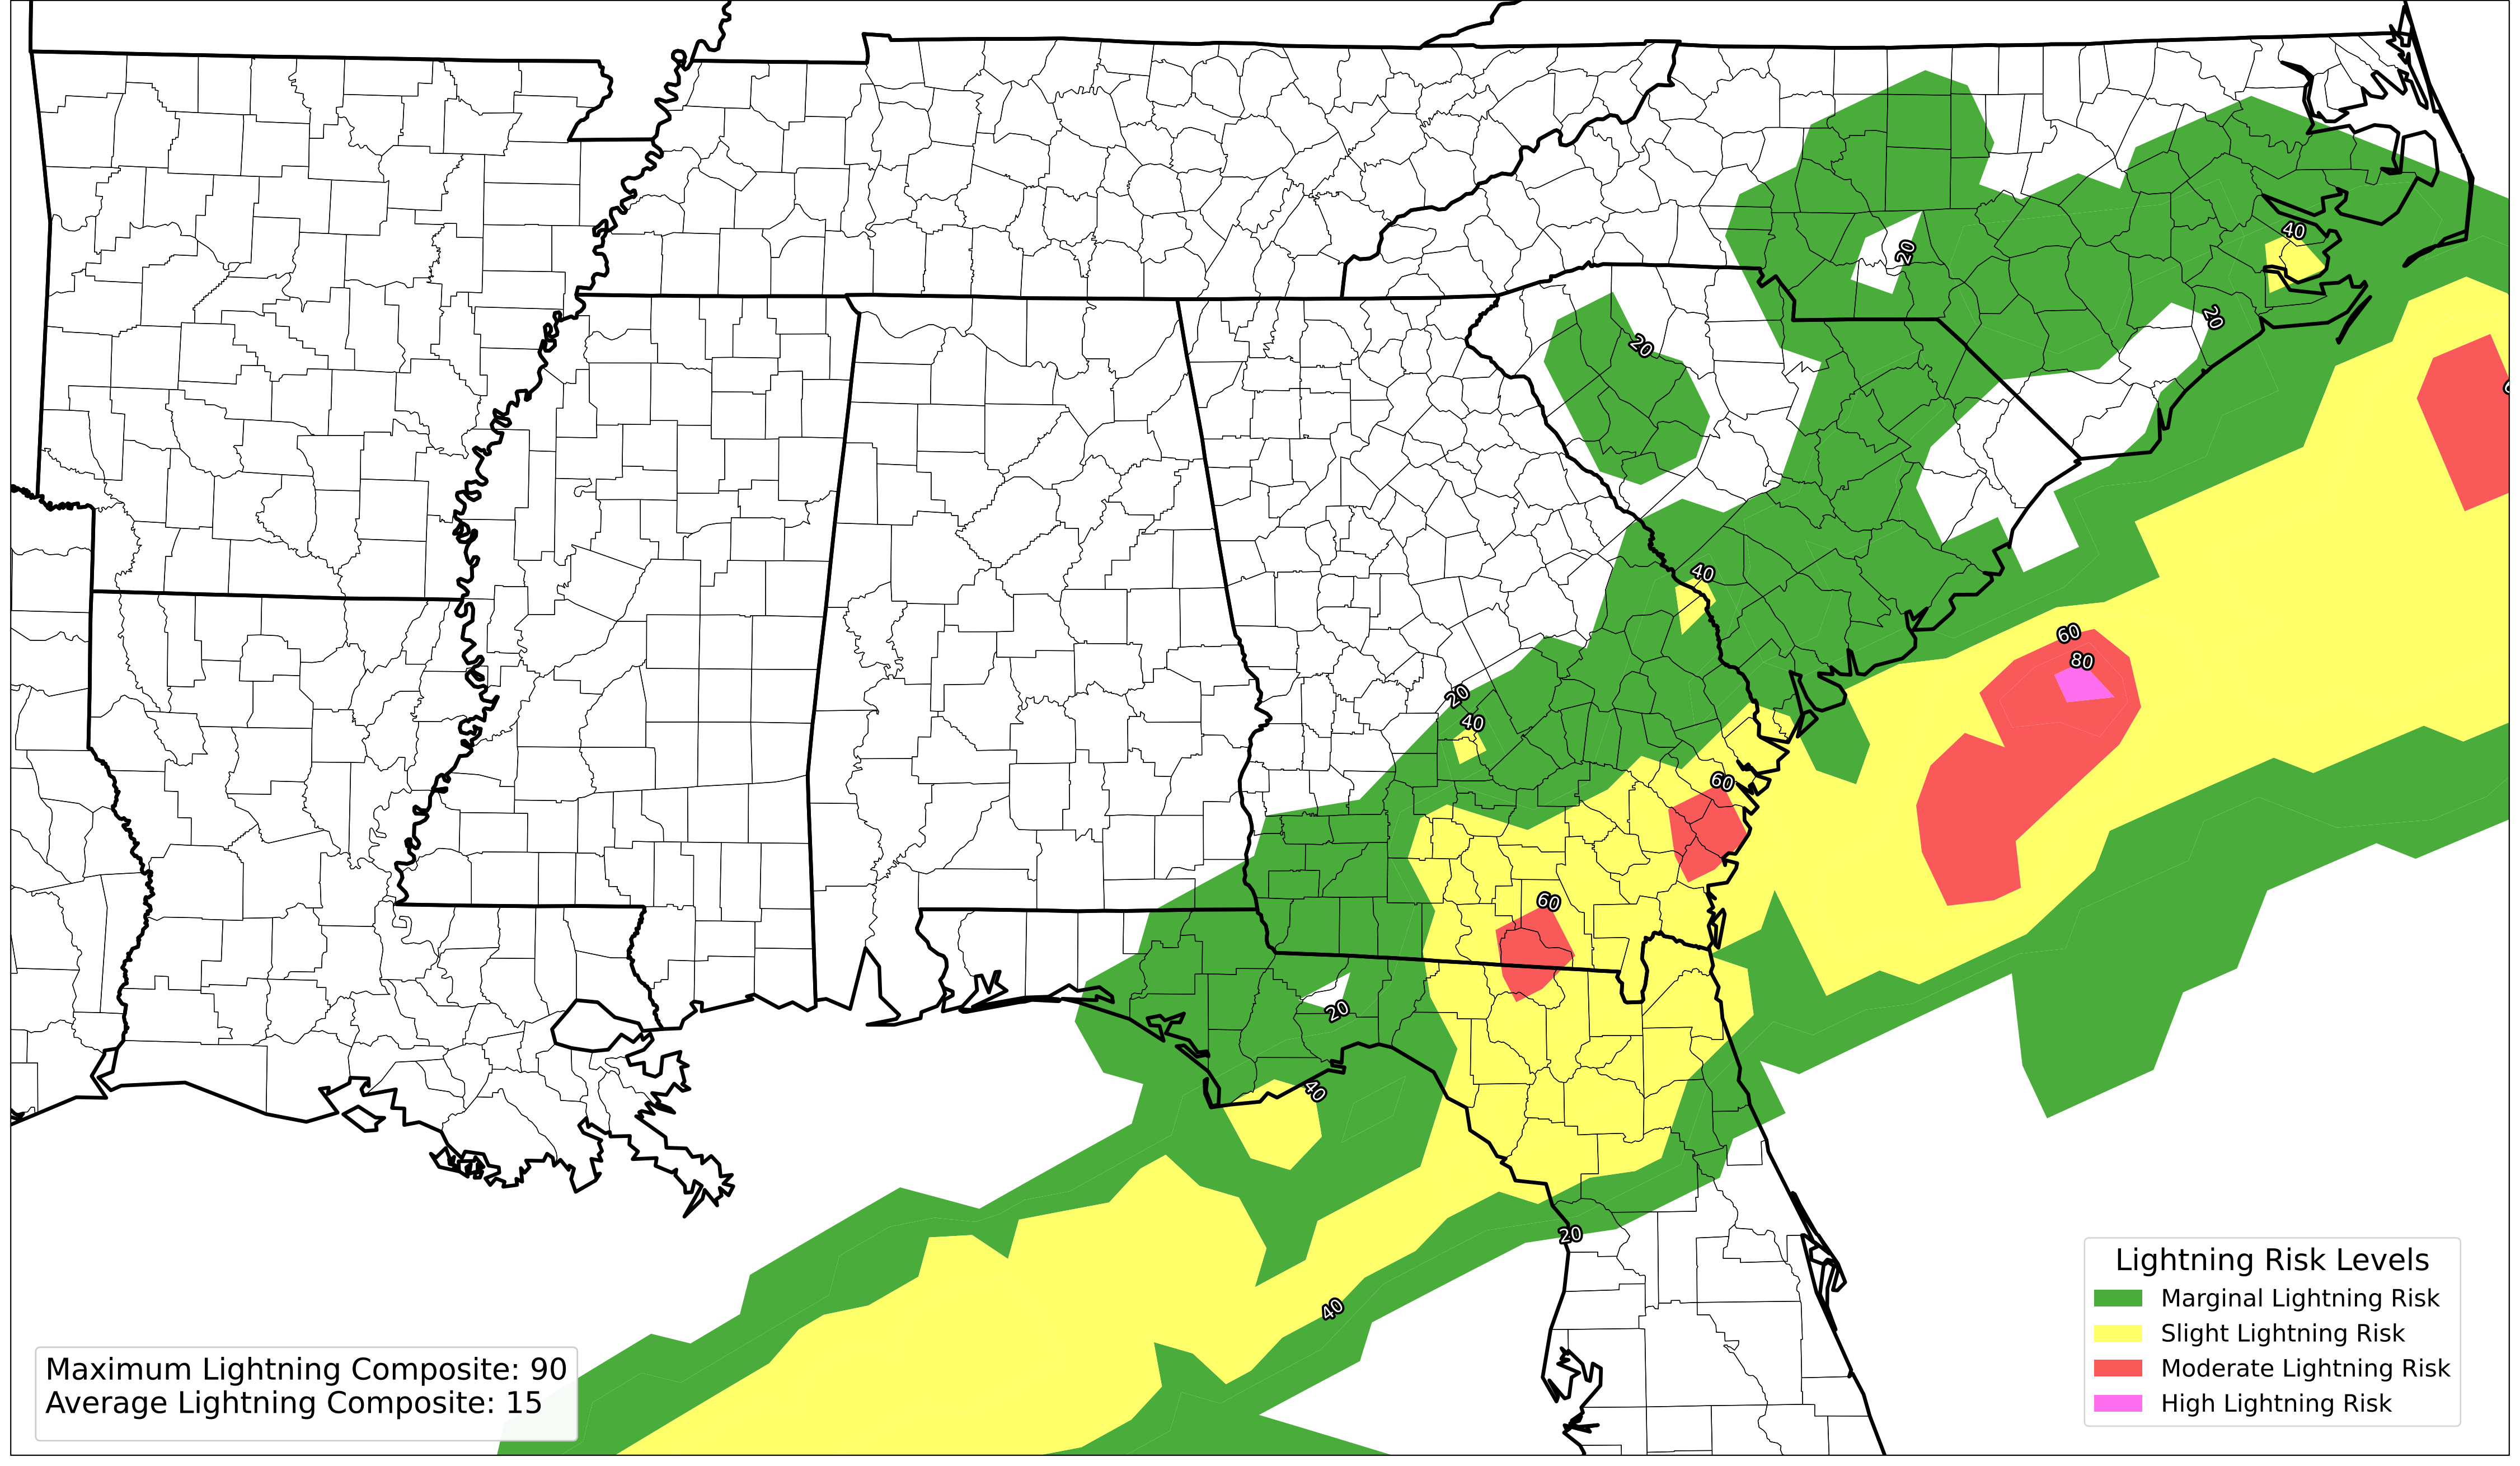 20
40
20
20
6
40
60
80
20
40
60
60
20
40
20
40
Lightning Risk Levels
Marginal Lightning Risk
Slight Lightning Risk
Moderate Lightning Risk
High Lightning Risk
Maximum Lightning Composite: 90
Average Lightning Composite: 15